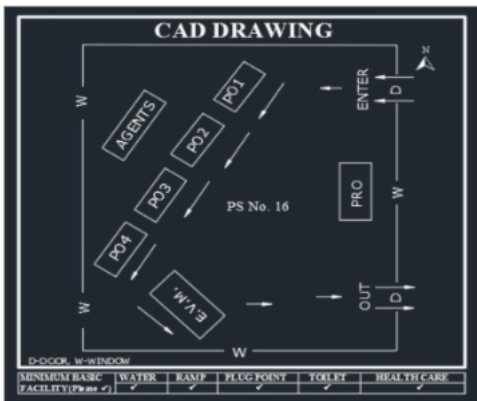 CAD DRAWING
N
W
AGENTS
PO1
PO2
PO3
PO4
E.V.M.
ENTER
D
PRO
W
PS No. 16
OUT
D
W
W
D-DOOR, W-WINDOW
MINIMUM BASIC FACILITY(Please ✓) WATER RAMP PLUG POINT TOILET HEALTH CARE
✓ ✓ ✓ ✓ ✓